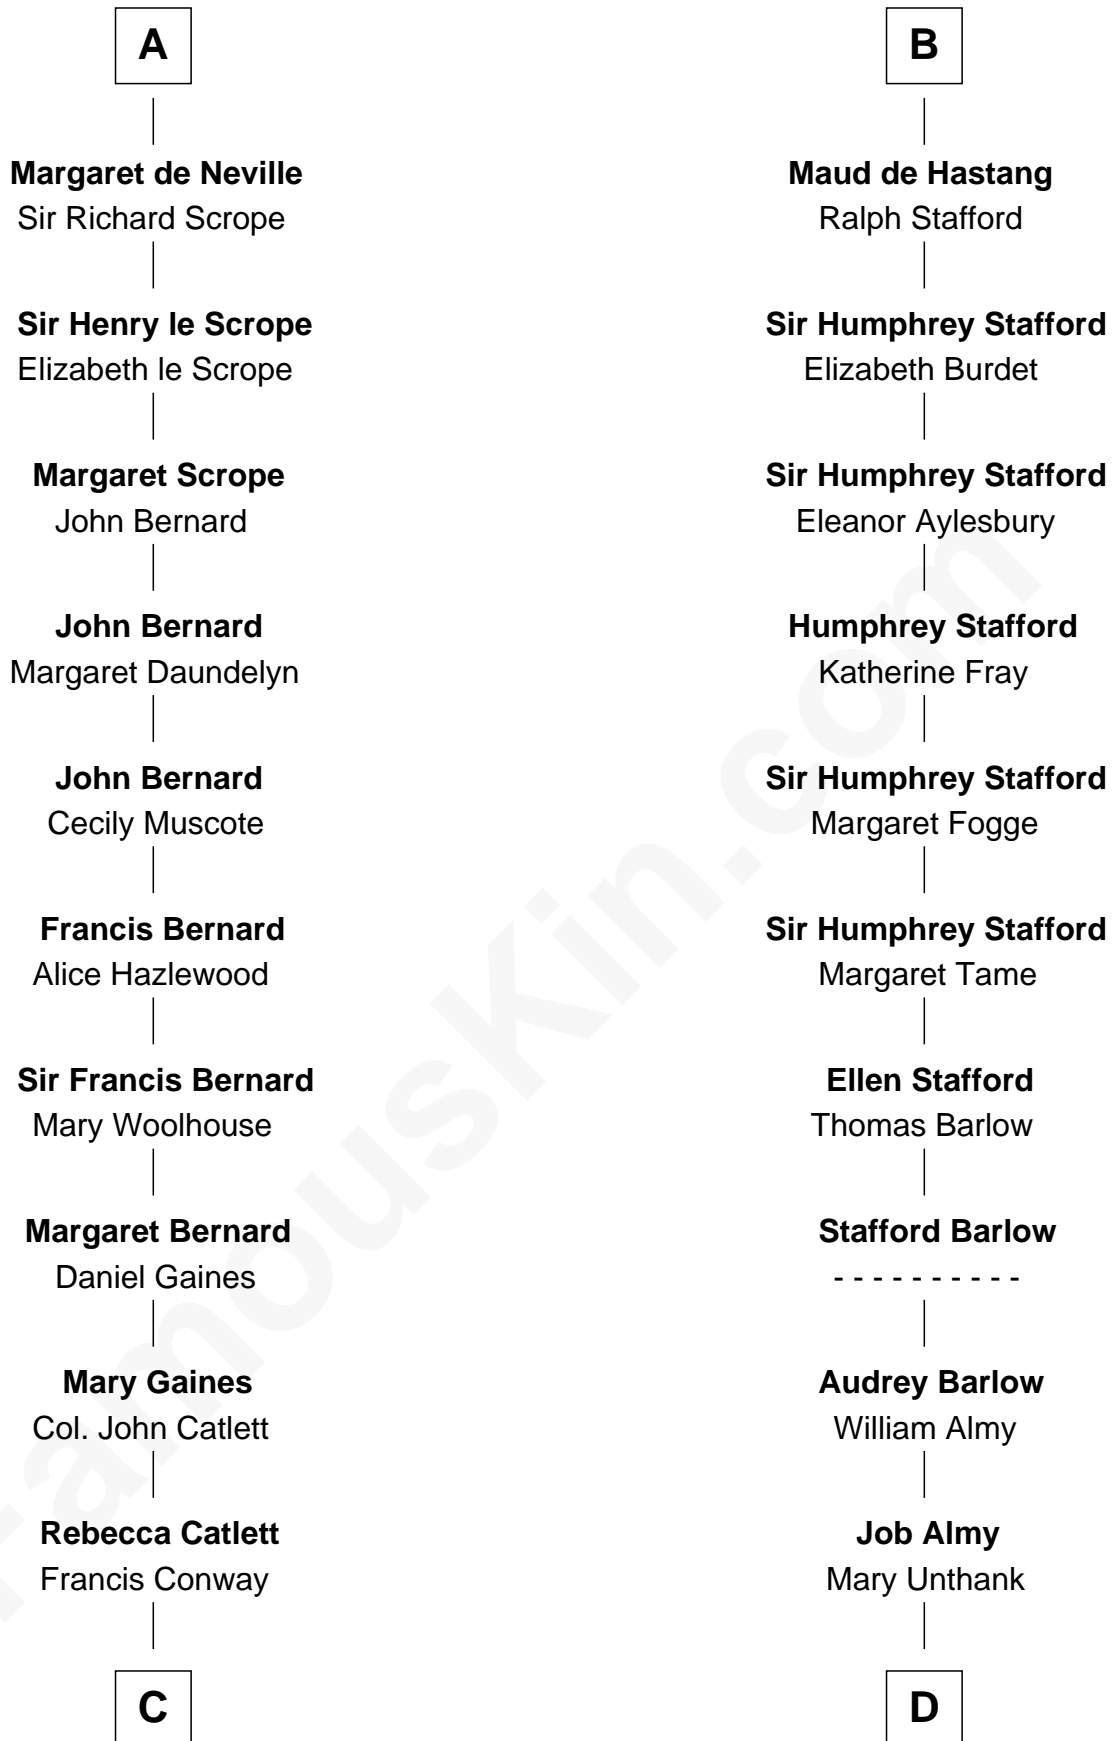 A
Margaret de Neville
Sir Richard Scrope
Sir Henry le Scrope
Elizabeth le Scrope
Margaret Scrope
John Bernard
John Bernard
Margaret Daundelyn
John Bernard
Cecily Muscote
Francis Bernard
Alice Hazlewood
Sir Francis Bernard
Mary Woolhouse
Margaret Bernard
Daniel Gaines
Mary Gaines
Col. John Catlett
Rebecca Catlett
Francis Conway
C
B
Maud de Hastang
Ralph Stafford
Sir Humphrey Stafford
Elizabeth Burdet
Sir Humphrey Stafford
Eleanor Aylesbury
Humphrey Stafford
Katherine Fray
Sir Humphrey Stafford
Margaret Fogge
Sir Humphrey Stafford
Margaret Tame
Ellen Stafford
Thomas Barlow
Stafford Barlow
- - - - - - - - - -
Audrey Barlow
William Almy
Job Almy
Mary Unthank
D
FamousKin.com